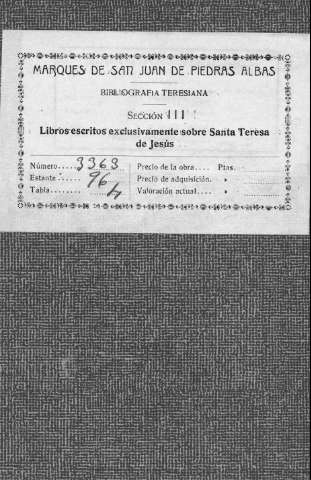 MARQUES DE SAN JUAN DE PIEDRAS ALBAS
BIBLIOGRAFIA TERESIANA
SECCIÓN III
Libros escritos exclusivamente sobre Santa Teresa
de Jesús
Número..... 3363 Precio de la obra.... Ptas.
Estante...... 96 Precio de adquisición. »
Tabla........ 4 Valoración actual.... »